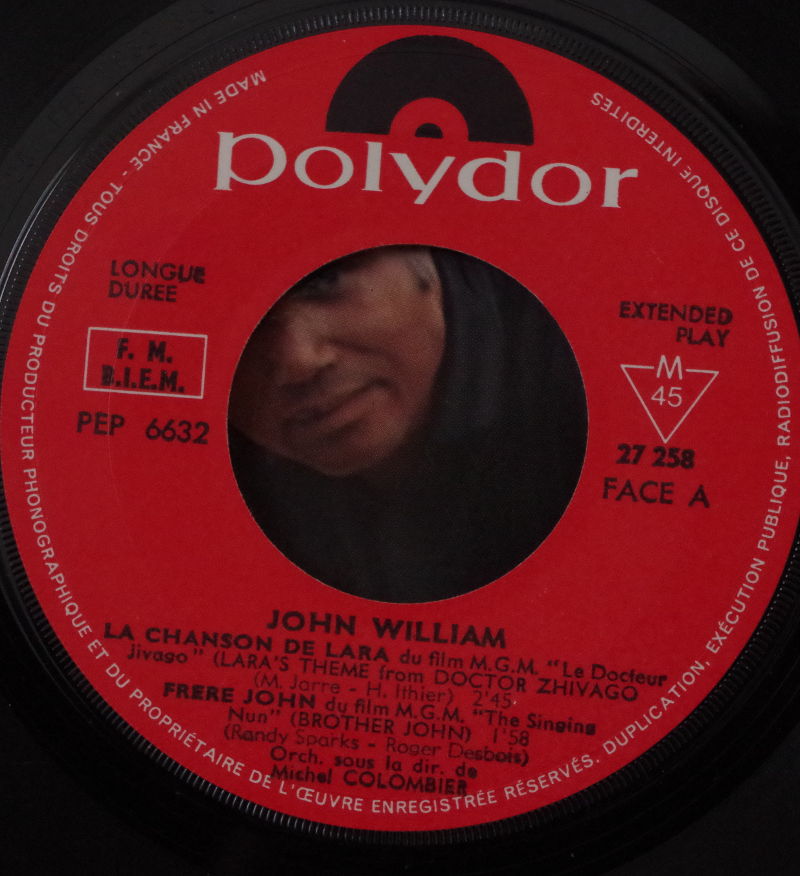 polydor
MADE IN FRANCE - TOUS DROITS DU PRODUCTEUR PHONOGRAPHIQUE ET DU PROPRIÉTAIRE DE L'ŒUVRE ENREGISTRÉE RÉSERVÉS. DUPLICATION, EXÉCUTION PUBLIQUE, RADIODIFFUSION DE CE DISQUE INTERDITES
LONGUE
DUREE
F. M.
B.I.E.M.
PEP 6632
EXTENDED
PLAY
M
45
27 258
FACE A
JOHN WILLIAM
LA CHANSON DE LARA du film M.G.M. "Le Docteur
Jivago" (LARA'S THEME from DOCTOR ZHIVAGO
(M. Jarre - H. Ithier) 2'45
FRERE JOHN du film M.G.M. "The Singing
Nun" (BROTHER JOHN) 1'58
(Randy Sparks - Roger Desbois)
Orch. sous la dir. de
Michel COLOMBIER